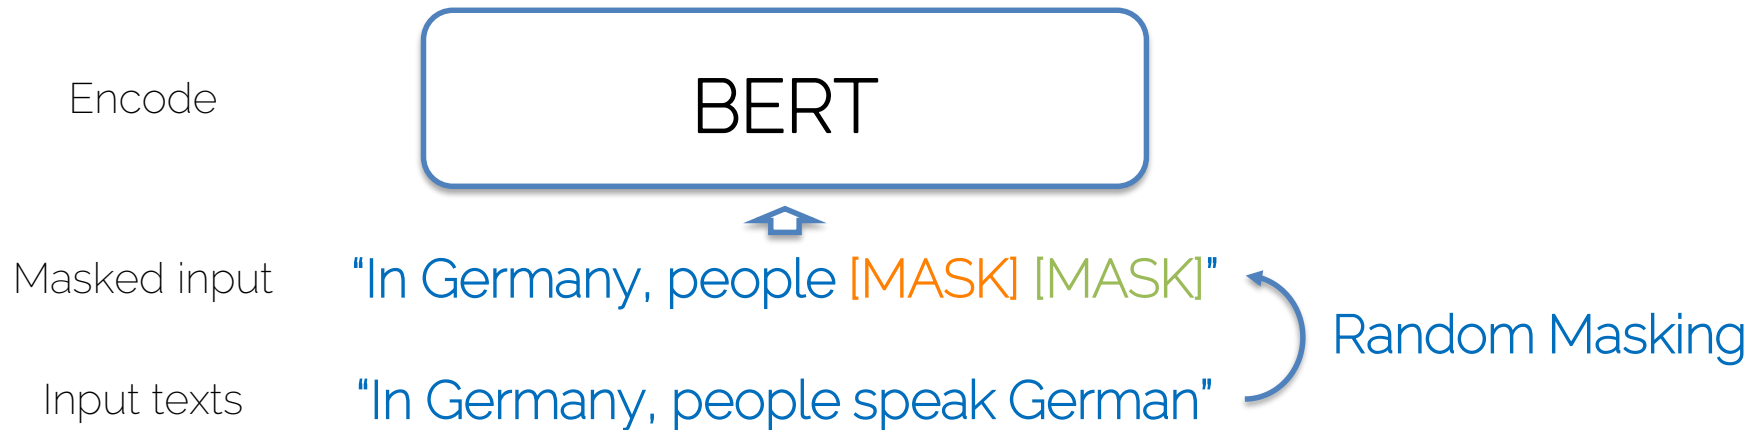 Encode
BERT
Masked input
“In Germany, people [MASK] [MASK]”
Random Masking
Input texts
“In Germany, people speak German”